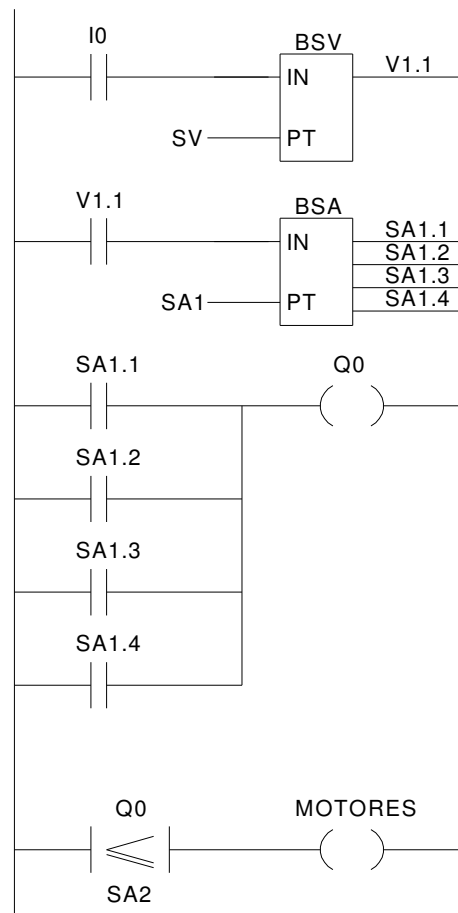 I0
BSV
IN
V1.1
SV
PT
V1.1
BSA
IN
SA1.1
SA1.2
SA1.3
SA1.4
SA1
PT
SA1.1
Q0
SA1.2
SA1.3
SA1.4
Q0
MOTORES
SA2